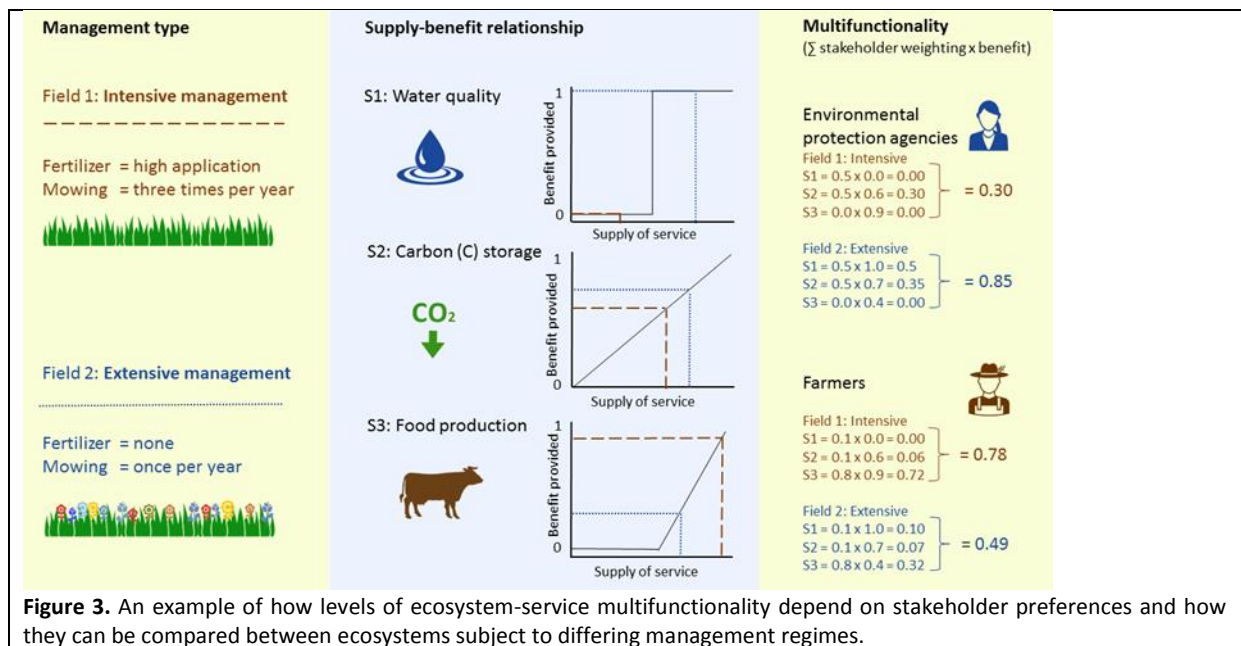 Management type
Field 1: Intensive management
Fertilizer = high application
Mowing = three times per year
Field 2: Extensive management
Fertilizer = none
Mowing = once per year
Supply-benefit relationship
S1: Water quality
1
Benefit provided
0
Supply of service
S2: Carbon (C) storage
CO₂
1
Benefit provided
0
Supply of service
S3: Food production
1
Benefit provided
0
Supply of service
Multifunctionality
(∑ stakeholder weighting x benefit)
Environmental
protection agencies
Field 1: Intensive
S1 = 0.5 x 0.0 = 0.00
S2 = 0.5 x 0.6 = 0.30
S3 = 0.0 x 0.9 = 0.00
= 0.30
Field 2: Extensive
S1 = 0.5 x 1.0 = 0.5
S2 = 0.5 x 0.7 = 0.35
S3 = 0.0 x 0.4 = 0.00
= 0.85
Farmers
Field 1: Intensive
S1 = 0.1 x 0.0 = 0.00
S2 = 0.1 x 0.6 = 0.06
S3 = 0.8 x 0.9 = 0.72
= 0.78
Field 2: Extensive
S1 = 0.1 x 1.0 = 0.10
S2 = 0.1 x 0.7 = 0.07
S3 = 0.8 x 0.4 = 0.32
= 0.49
Figure 3. An example of how levels of ecosystem-service multifunctionality depend on stakeholder preferences and how
they can be compared between ecosystems subject to differing management regimes.